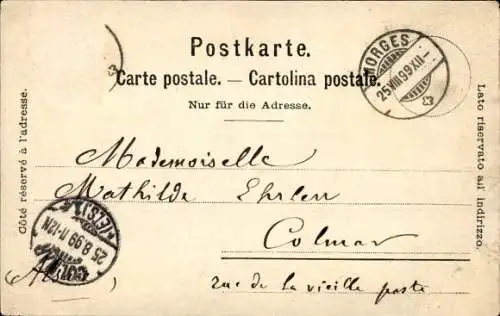 Postkarte.
Carte postale. — Cartolina postale.
Nur für die Adresse.
Côté réservé à l'adresse.
Lato riservato all' indirizzo.
MORGES
25.VIII.99.XII-
Mademoiselle
Mathilde Ehrlen
Colmar
rue de la vieille poste
25 8 99 11-12N